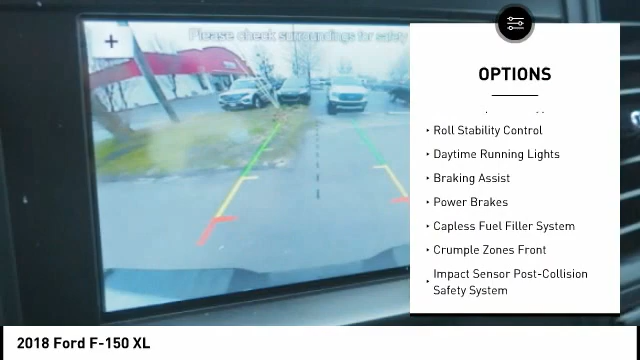 Please check surroundings for safety
+
OPTIONS
Roll Stability Control
Daytime Running Lights
Braking Assist
Power Brakes
Capless Fuel Filler System
Crumple Zones Front
Impact Sensor Post-Collision
Safety System
2018 Ford F-150 XL